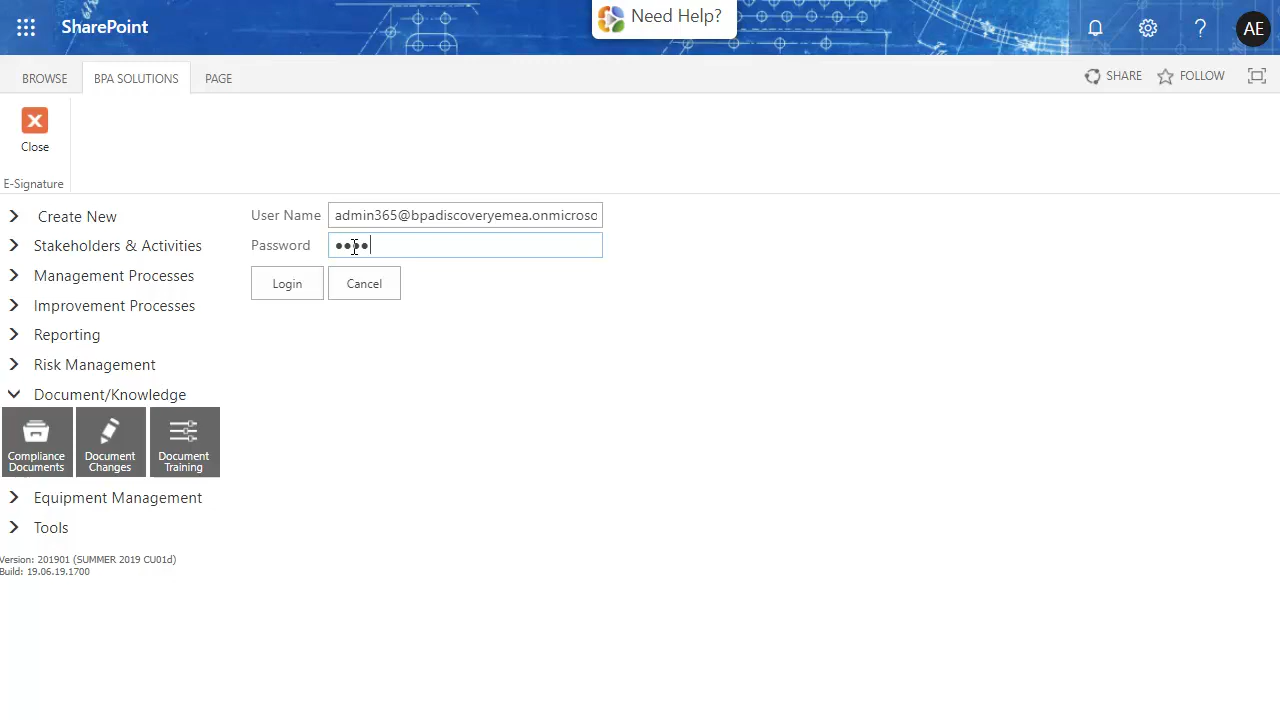 SharePoint
Need Help?
AE
BROWSE
BPA SOLUTIONS
PAGE
SHARE
FOLLOW
Close
E-Signature
Create New
Stakeholders & Activities
Management Processes
Improvement Processes
Reporting
Risk Management
Document/Knowledge
Compliance Documents
Document Changes
Document Training
Equipment Management
Tools
Version: 201901 (SUMMER 2019 CU01d)
Build: 19.06.19.1700
User Name admin365@bpadiscoveryemea.onmicroso
Password ••••
Login Cancel